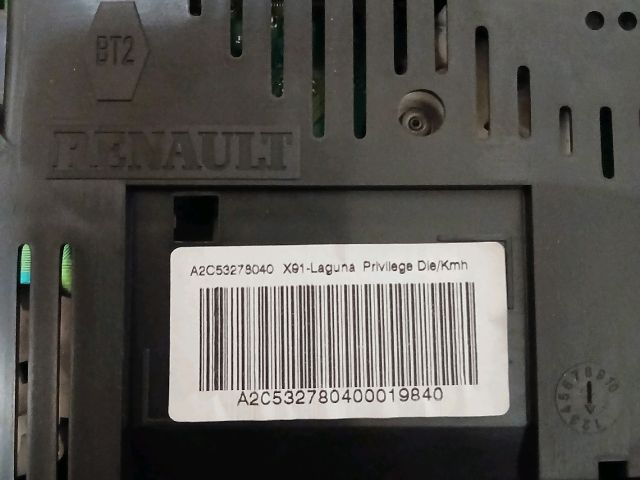 BT2
RENAULT
A2C53278040 X91-Laguna Privilege Die/Kmh
A2C532780400019840